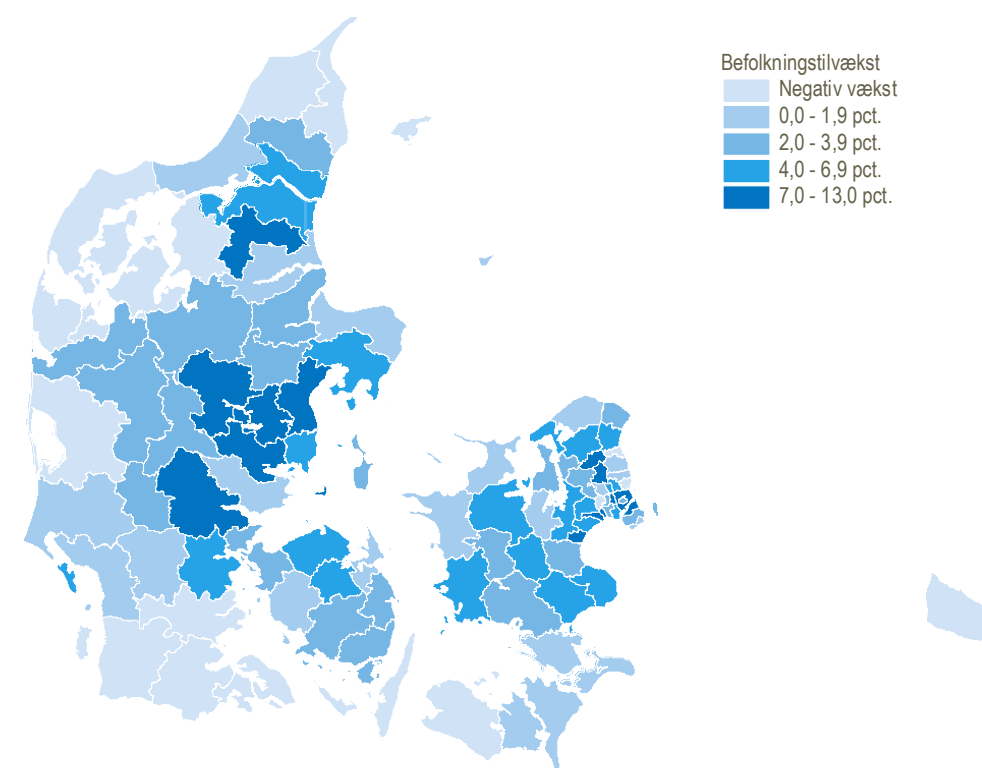 Befolkningstilvækst
Negativ vækst
0,0 - 1,9 pct.
2,0 - 3,9 pct.
4,0 - 6,9 pct.
7,0 - 13,0 pct.